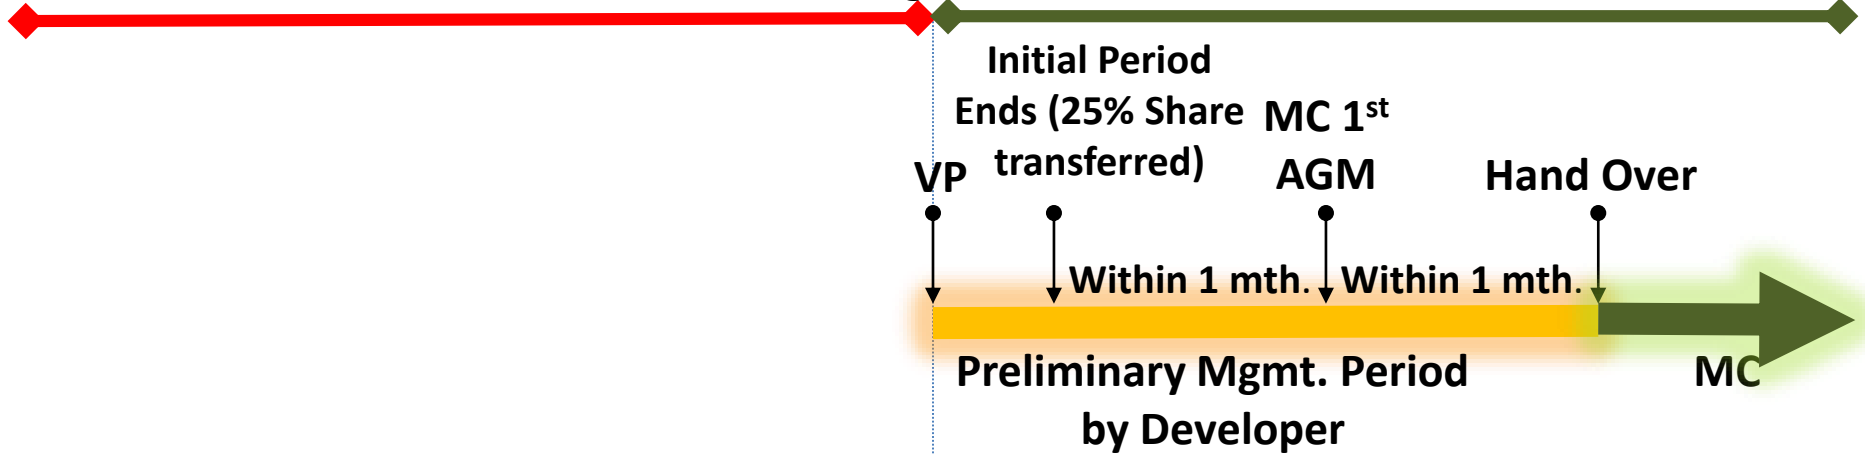 Initial Period
Ends (25% Share
transferred)
MC 1st
AGM
VP
Hand Over
Within 1 mth.
Within 1 mth.
Preliminary Mgmt. Period
by Developer
MC